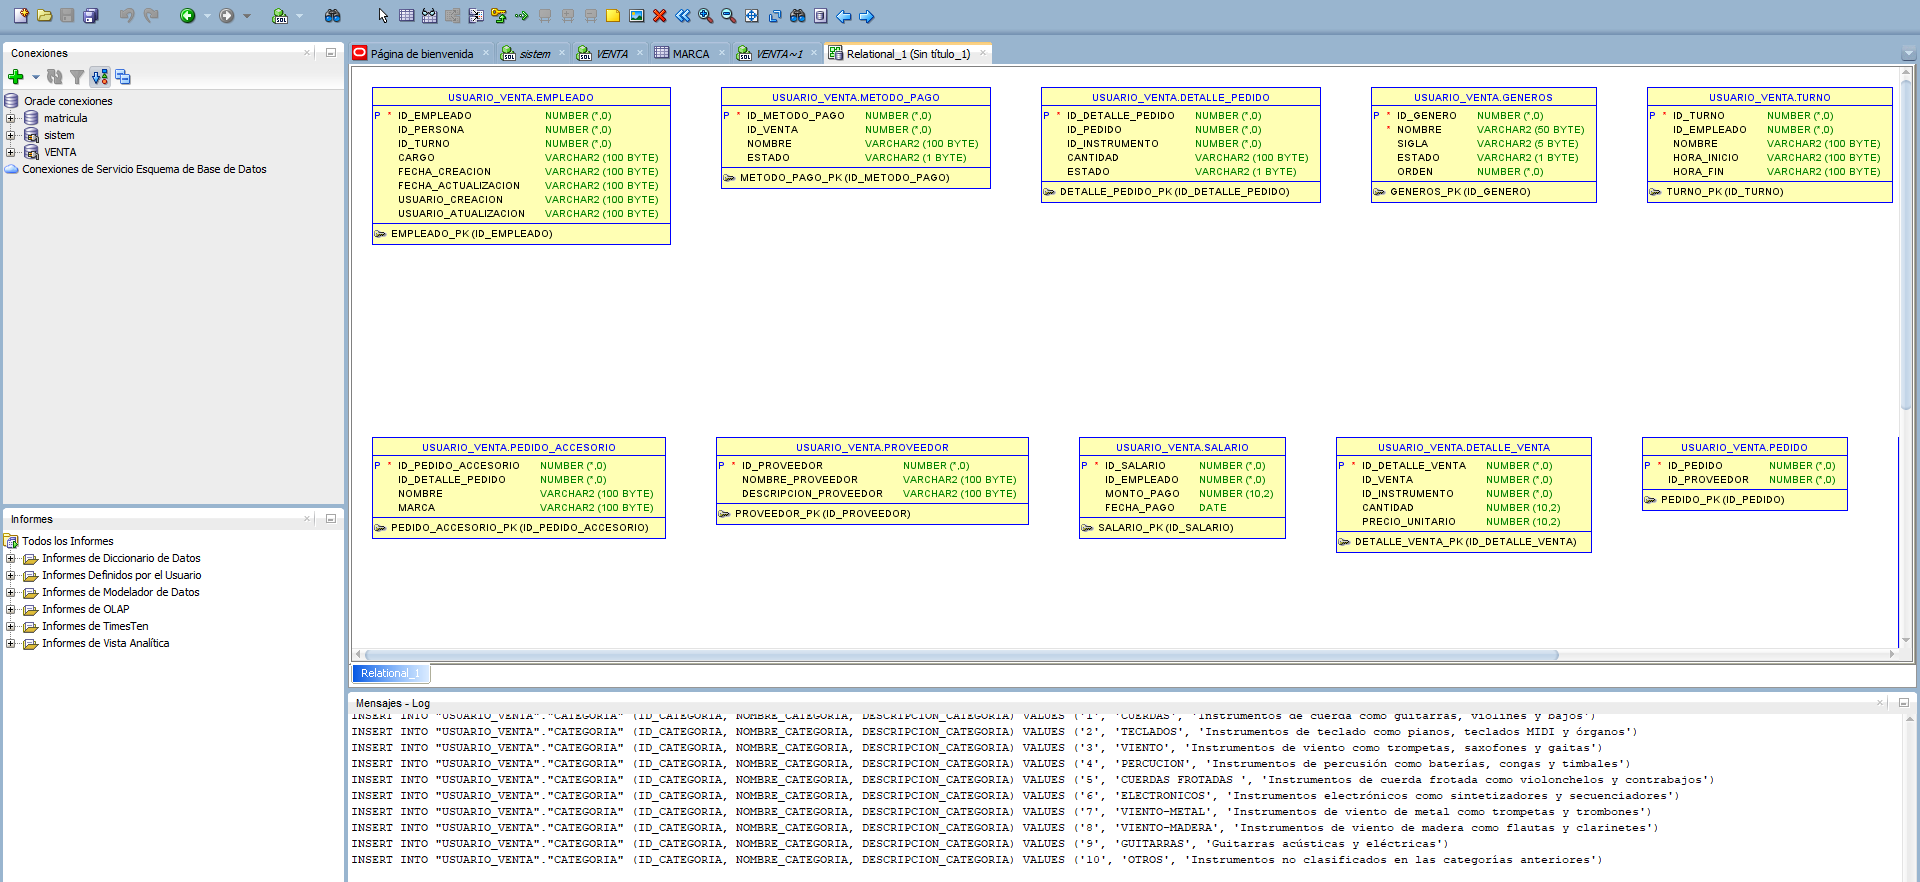 Conexiones
Oracle conexiones
matricula
sistem
VENTA
Conexiones de Servicio Esquema de Base de Datos
Informes
Todos los Informes
Informes de Diccionario de Datos
Informes Definidos por el Usuario
Informes de Modelador de Datos
Informes de OLAP
Informes de TimesTen
Informes de Vista Analítica
Página de bienvenida
sistem
VENTA
MARCA
VENTA~1
Relational_1 (Sin título_1)
USUARIO_VENTA.EMPLEADO
P * ID_EMPLEADO NUMBER (*,0)
ID_PERSONA NUMBER (*,0)
ID_TURNO NUMBER (*,0)
CARGO VARCHAR2 (100 BYTE)
FECHA_CREACION VARCHAR2 (100 BYTE)
FECHA_ACTUALIZACION VARCHAR2 (100 BYTE)
USUARIO_CREACION VARCHAR2 (100 BYTE)
USUARIO_ATUALIZACION VARCHAR2 (100 BYTE)
EMPLEADO_PK (ID_EMPLEADO)
USUARIO_VENTA.METODO_PAGO
P * ID_METODO_PAGO NUMBER (*,0)
ID_VENTA NUMBER (*,0)
NOMBRE VARCHAR2 (100 BYTE)
ESTADO VARCHAR2 (1 BYTE)
METODO_PAGO_PK (ID_METODO_PAGO)
USUARIO_VENTA.DETALLE_PEDIDO
P * ID_DETALLE_PEDIDO NUMBER (*,0)
ID_PEDIDO NUMBER (*,0)
ID_INSTRUMENTO NUMBER (*,0)
CANTIDAD VARCHAR2 (100 BYTE)
ESTADO VARCHAR2 (1 BYTE)
DETALLE_PEDIDO_PK (ID_DETALLE_PEDIDO)
USUARIO_VENTA.GENEROS
P * ID_GENERO NUMBER (*,0)
* NOMBRE VARCHAR2 (50 BYTE)
SIGLA VARCHAR2 (5 BYTE)
ESTADO VARCHAR2 (1 BYTE)
ORDEN NUMBER (*,0)
GENEROS_PK (ID_GENERO)
USUARIO_VENTA.TURNO
P * ID_TURNO NUMBER (*,0)
ID_EMPLEADO NUMBER (*,0)
NOMBRE VARCHAR2 (100 BYTE)
HORA_INICIO VARCHAR2 (100 BYTE)
HORA_FIN VARCHAR2 (100 BYTE)
TURNO_PK (ID_TURNO)
USUARIO_VENTA.PEDIDO_ACCESORIO
P * ID_PEDIDO_ACCESORIO NUMBER (*,0)
ID_DETALLE_PEDIDO NUMBER (*,0)
NOMBRE VARCHAR2 (100 BYTE)
MARCA VARCHAR2 (100 BYTE)
PEDIDO_ACCESORIO_PK (ID_PEDIDO_ACCESORIO)
USUARIO_VENTA.PROVEEDOR
P * ID_PROVEEDOR NUMBER (*,0)
NOMBRE_PROVEEDOR VARCHAR2 (100 BYTE)
DESCRIPCION_PROVEEDOR VARCHAR2 (100 BYTE)
PROVEEDOR_PK (ID_PROVEEDOR)
USUARIO_VENTA.SALARIO
P * ID_SALARIO NUMBER (*,0)
ID_EMPLEADO NUMBER (*,0)
MONTO_PAGO NUMBER (10,2)
FECHA_PAGO DATE
SALARIO_PK (ID_SALARIO)
USUARIO_VENTA.DETALLE_VENTA
P * ID_DETALLE_VENTA NUMBER (*,0)
ID_VENTA NUMBER (*,0)
ID_INSTRUMENTO NUMBER (*,0)
CANTIDAD NUMBER (10,2)
PRECIO_UNITARIO NUMBER (10,2)
DETALLE_VENTA_PK (ID_DETALLE_VENTA)
USUARIO_VENTA.PEDIDO
P * ID_PEDIDO NUMBER (*,0)
ID_PROVEEDOR NUMBER (*,0)
PEDIDO_PK (ID_PEDIDO)
Relational_1
Mensajes - Log
INSERT INTO "USUARIO_VENTA"."CATEGORIA" (ID_CATEGORIA, NOMBRE_CATEGORIA, DESCRIPCION_CATEGORIA) VALUES ('1', 'CUERDAS', 'Instrumentos de cuerda como guitarras, violines y bajos')
INSERT INTO "USUARIO_VENTA"."CATEGORIA" (ID_CATEGORIA, NOMBRE_CATEGORIA, DESCRIPCION_CATEGORIA) VALUES ('2', 'TECLADOS', 'Instrumentos de teclado como pianos, teclados MIDI y órganos')
INSERT INTO "USUARIO_VENTA"."CATEGORIA" (ID_CATEGORIA, NOMBRE_CATEGORIA, DESCRIPCION_CATEGORIA) VALUES ('3', 'VIENTO', 'Instrumentos de viento como trompetas, saxofones y gaitas')
INSERT INTO "USUARIO_VENTA"."CATEGORIA" (ID_CATEGORIA, NOMBRE_CATEGORIA, DESCRIPCION_CATEGORIA) VALUES ('4', 'PERCUCION', 'Instrumentos de percusión como baterías, congas y timbales')
INSERT INTO "USUARIO_VENTA"."CATEGORIA" (ID_CATEGORIA, NOMBRE_CATEGORIA, DESCRIPCION_CATEGORIA) VALUES ('5', 'CUERDAS FROTADAS ', 'Instrumentos de cuerda frotada como violonchelos y contrabajos')
INSERT INTO "USUARIO_VENTA"."CATEGORIA" (ID_CATEGORIA, NOMBRE_CATEGORIA, DESCRIPCION_CATEGORIA) VALUES ('6', 'ELECTRONICOS', 'Instrumentos electrónicos como sintetizadores y secuenciadores')
INSERT INTO "USUARIO_VENTA"."CATEGORIA" (ID_CATEGORIA, NOMBRE_CATEGORIA, DESCRIPCION_CATEGORIA) VALUES ('7', 'VIENTO-METAL', 'Instrumentos de viento de metal como trompetas y trombones')
INSERT INTO "USUARIO_VENTA"."CATEGORIA" (ID_CATEGORIA, NOMBRE_CATEGORIA, DESCRIPCION_CATEGORIA) VALUES ('8', 'VIENTO-MADERA', 'Instrumentos de viento de madera como flautas y clarinetes')
INSERT INTO "USUARIO_VENTA"."CATEGORIA" (ID_CATEGORIA, NOMBRE_CATEGORIA, DESCRIPCION_CATEGORIA) VALUES ('9', 'GUITARRAS', 'Guitarras acústicas y eléctricas')
INSERT INTO "USUARIO_VENTA"."CATEGORIA" (ID_CATEGORIA, NOMBRE_CATEGORIA, DESCRIPCION_CATEGORIA) VALUES ('10', 'OTROS', 'Instrumentos no clasificados en las categorías anteriores')